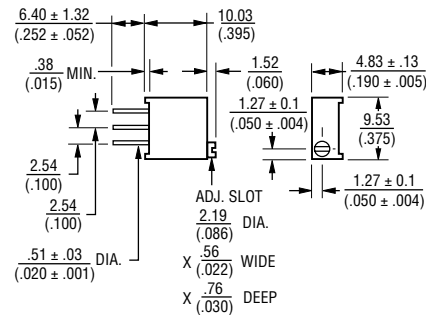 6.40 ± 1.32
(.252 ± .052)
10.03
(.395)
.38
(.015) MIN.
1.52
(.060)
4.83 ± .13
(.190 ± .005)
1.27 ± 0.1
(.050 ± .004)
9.53
(.375)
2.54
(.100)
2.54
(.100)
.51 ± .03
(.020 ± .001) DIA.
ADJ. SLOT
2.19
(.086) DIA.
X .56
(.022) WIDE
X .76
(.030) DEEP
1.27 ± 0.1
(.050 ± .004)